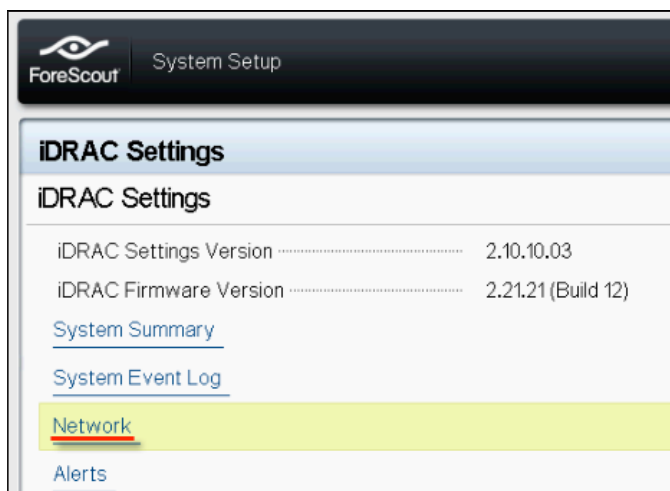 ForeScout
System Setup
iDRAC Settings
iDRAC Settings
iDRAC Settings Version 2.10.10.03
iDRAC Firmware Version 2.21.21 (Build 12)
System Summary
System Event Log
Network
Alerts